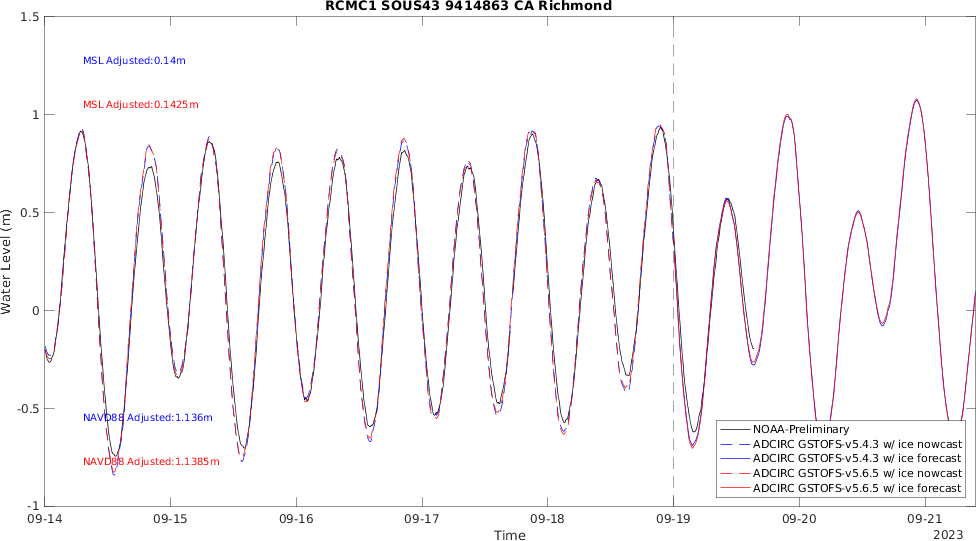 RCMC1 SOUS43 9414863 CA Richmond
1.5
MSL Adjusted:0.14m
MSL Adjusted:0.1425m
1
0.5
Water Level (m)
0
-0.5
NAVD88 Adjusted:1.136m
NAVD88 Adjusted:1.1385m
NOAA-Preliminary
ADCIRC GSTOFS-v5.4.3 w/ ice nowcast
ADCIRC GSTOFS-v5.4.3 w/ ice forecast
ADCIRC GSTOFS-v5.6.5 w/ ice nowcast
ADCIRC GSTOFS-v5.6.5 w/ ice forecast
-1
09-14 09-15 09-16 09-17 09-18 09-19 09-20 09-21
Time
2023